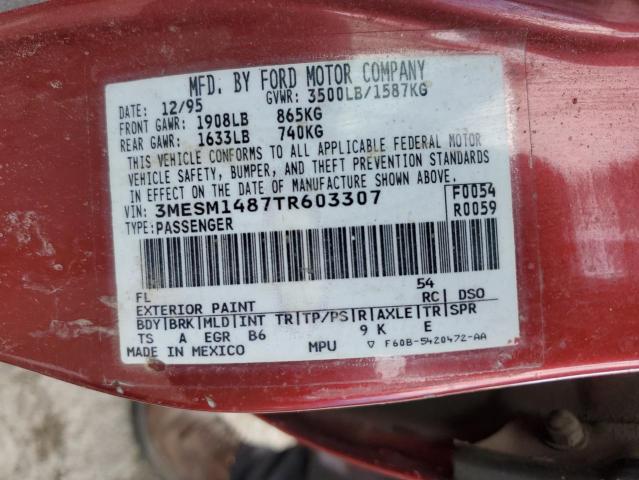 MFD. BY FORD MOTOR COMPANY
DATE: 12/95 GVWR: 3500LB/1587KG
FRONT GAWR: 1908LB 865KG
REAR GAWR: 1633LB 740KG
THIS VEHICLE CONFORMS TO ALL APPLICABLE FEDERAL MOTOR
VEHICLE SAFETY, BUMPER, AND THEFT PREVENTION STANDARDS
IN EFFECT ON THE DATE OF MANUFACTURE SHOWN ABOVE.
VIN: 3MESM1487TR603307 F0054
TYPE: PASSENGER R0059
FL 54
EXTERIOR PAINT RC| DSO
BDY|BRK|MLD|INT TR|TP/PS|R|AXLE|TR|SPR
TS A EGR B6 9 K E
MADE IN MEXICO MPU ▽ F60B-5420472-AA